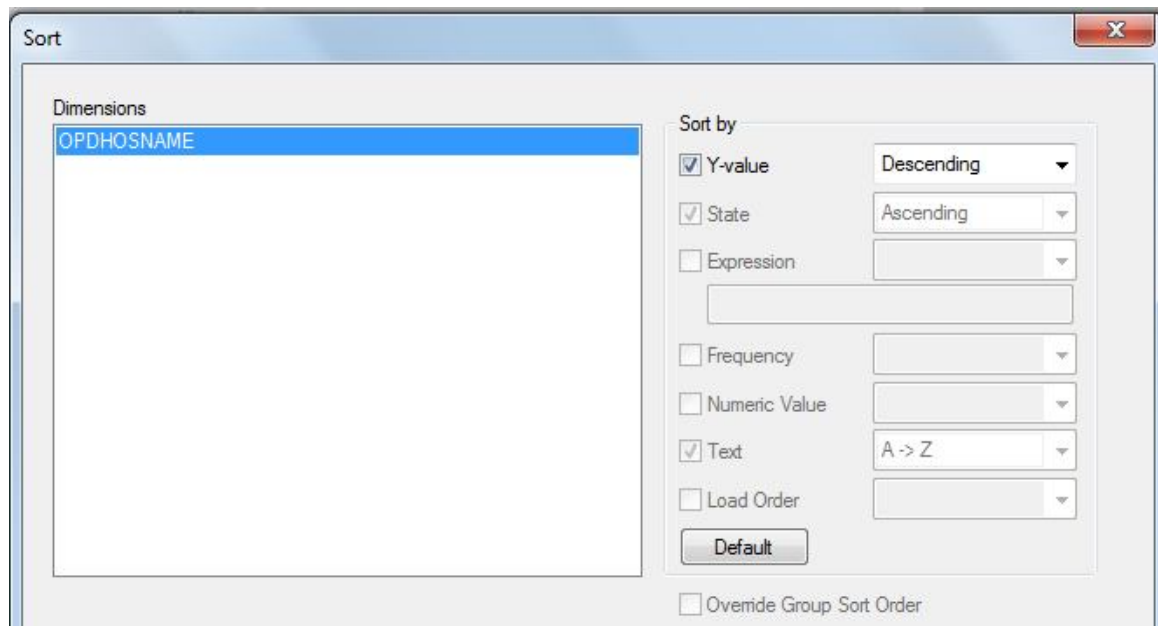 Sort
Dimensions
OPDHOSNAME
Sort by
Y-value Descending
State Ascending
Expression
Frequency
Numeric Value
Text A -> Z
Load Order
Default
Override Group Sort Order